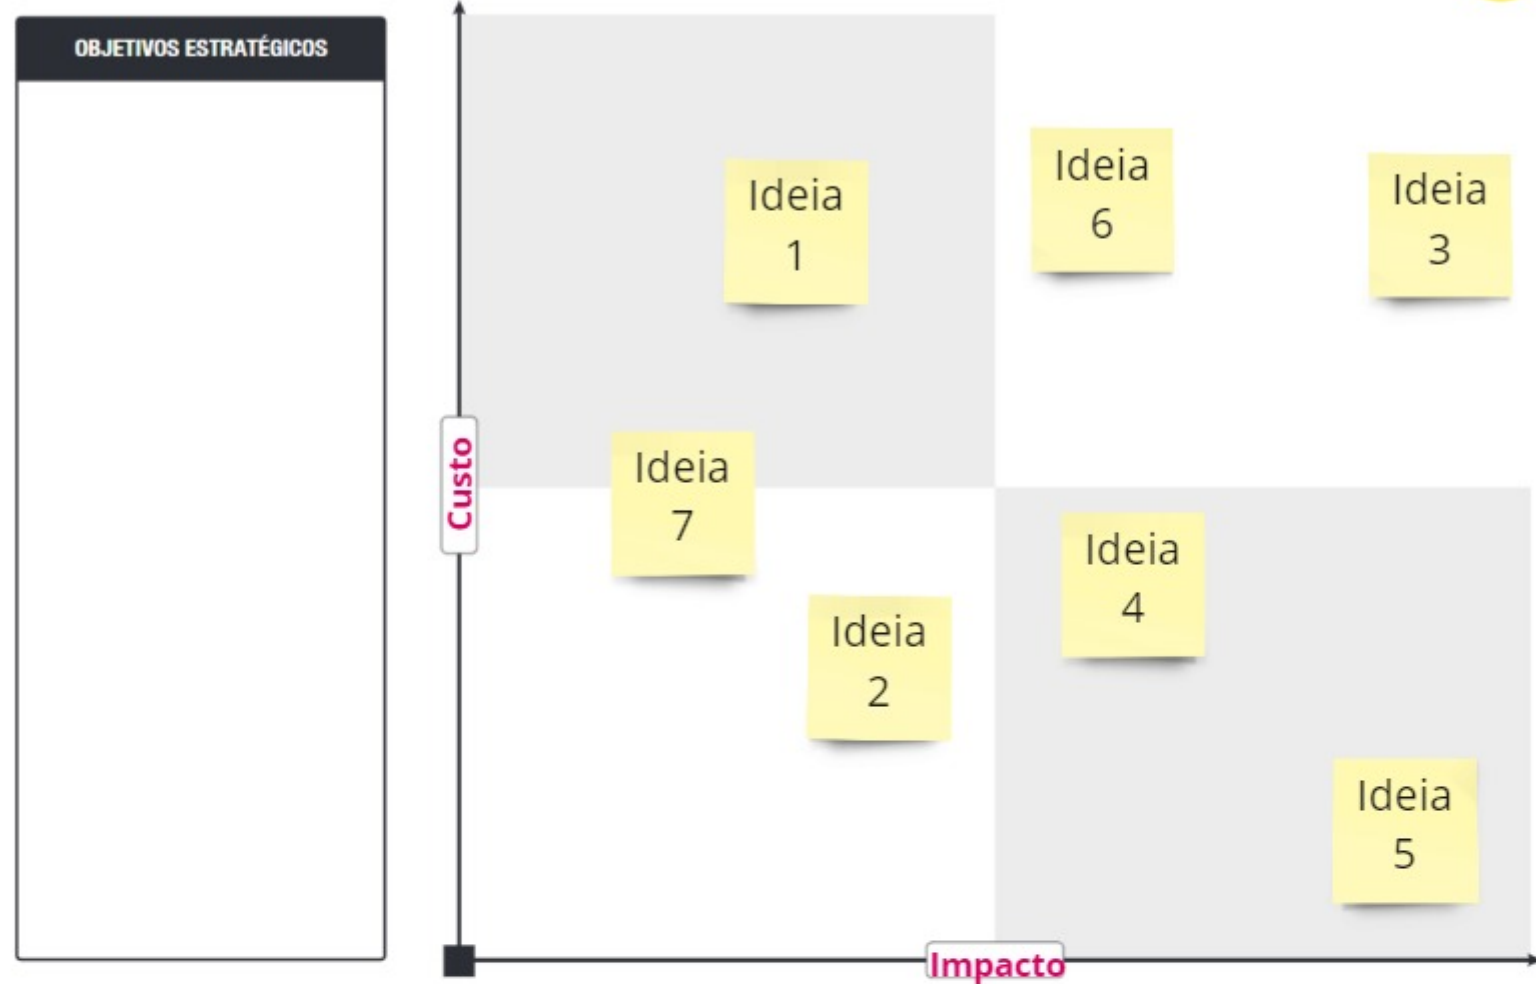 OBJETIVOS ESTRATÉGICOS
Ideia
1
Ideia
6
Ideia
3
Custo
Ideia
7
Ideia
4
Ideia
2
Ideia
5
Impacto